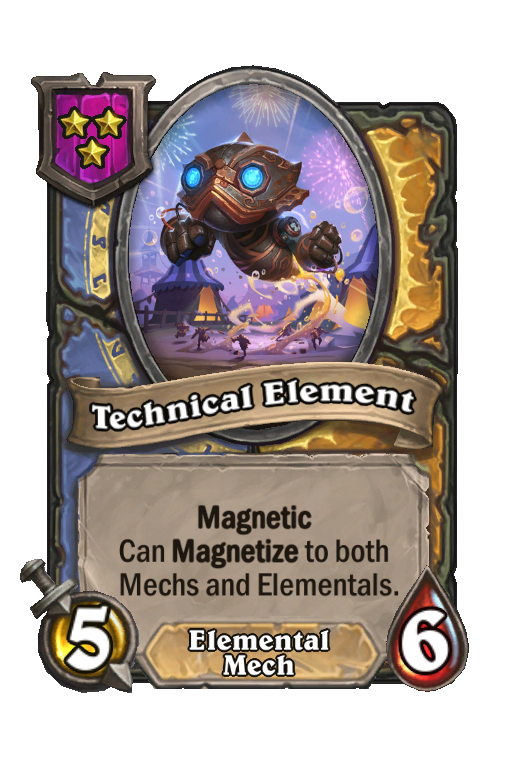 Technical Element
Magnetic
Can Magnetize to both
Mechs and Elementals.
5
Elemental
Mech
6